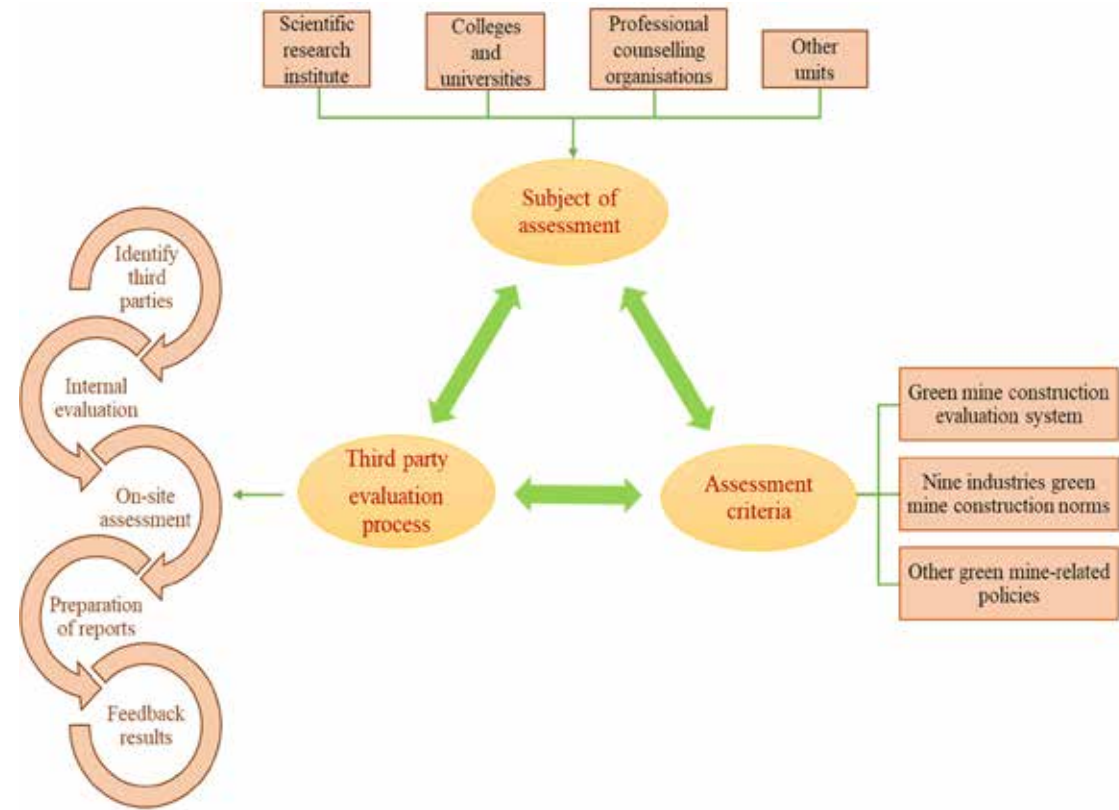 Scientific
research
institute
Colleges
and
universities
Professional
counselling
organisations
Other
units
Subject of
assessment
Identify
third
parties
Internal
evaluation
On-site
assessment
Preparation
of reports
Feedback
results
Third party
evaluation
process
Assessment
criteria
Green mine construction
evaluation system
Nine industries green
mine construction norms
Other green mine-related
policies